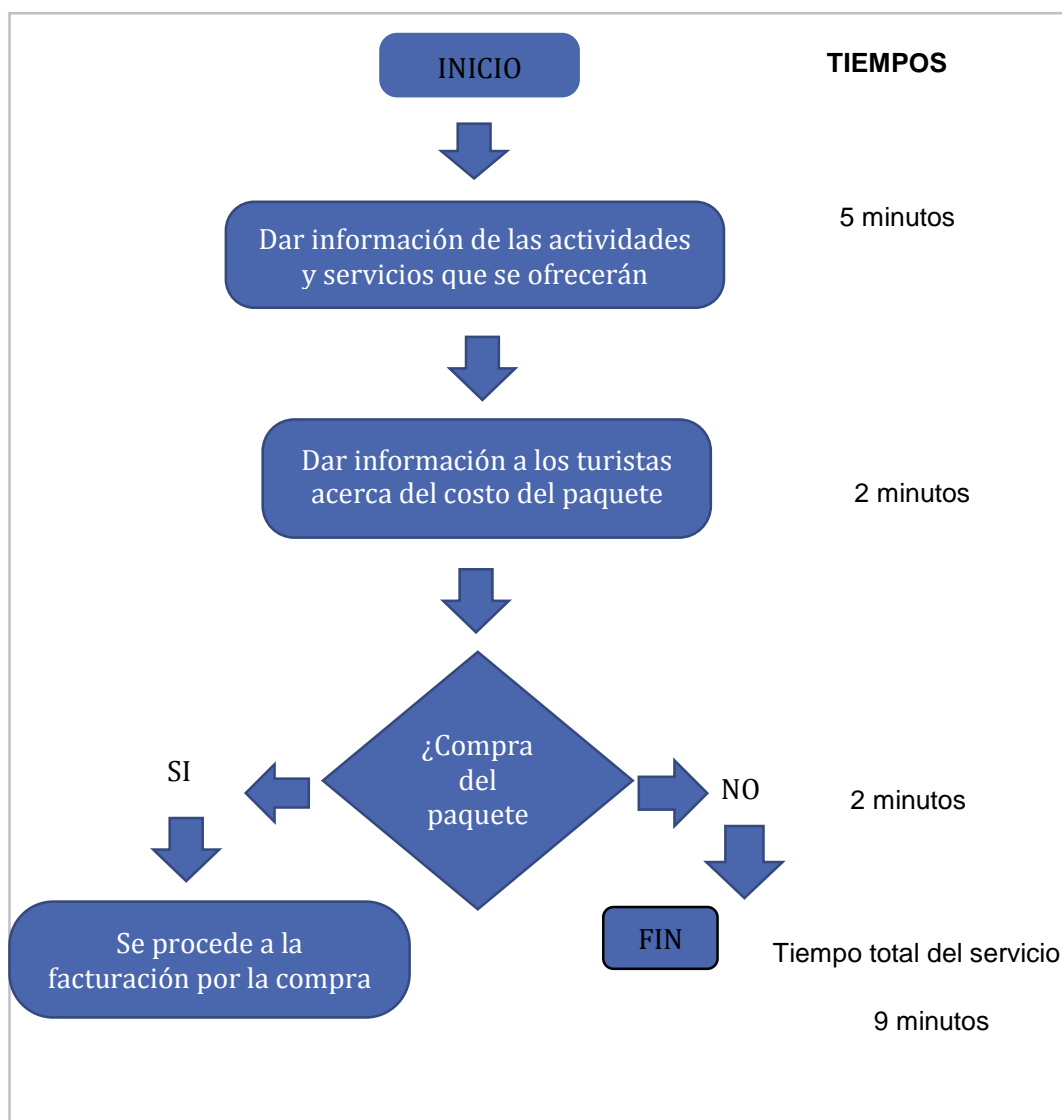 INICIO
TIEMPOS
5 minutos
Dar información de las actividades
y servicios que se ofrecerán
Dar información a los turistas
acerca del costo del paquete
2 minutos
¿Compra
del
paquete
SI
NO
2 minutos
Se procede a la
facturación por la compra
FIN
Tiempo total del servicio
9 minutos